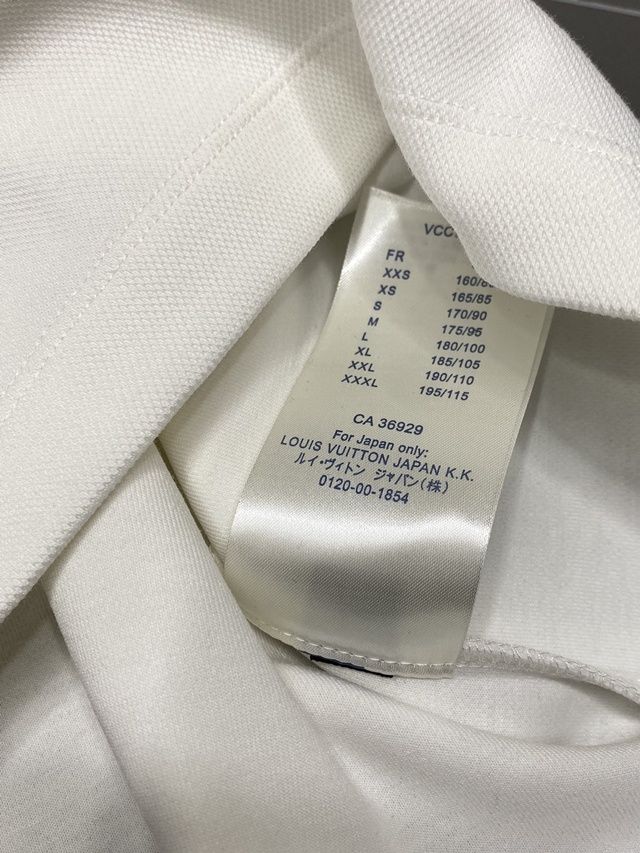 FR
XXS
XS 165/85
S 170/90
M 175/95
L 180/100
XL 185/105
XXL 190/110
XXXL 195/115
CA 36929
For Japan only:
LOUIS VUITTON JAPAN K.K.
ルイ・ヴィトン ジャパン(株)
0120-00-1854